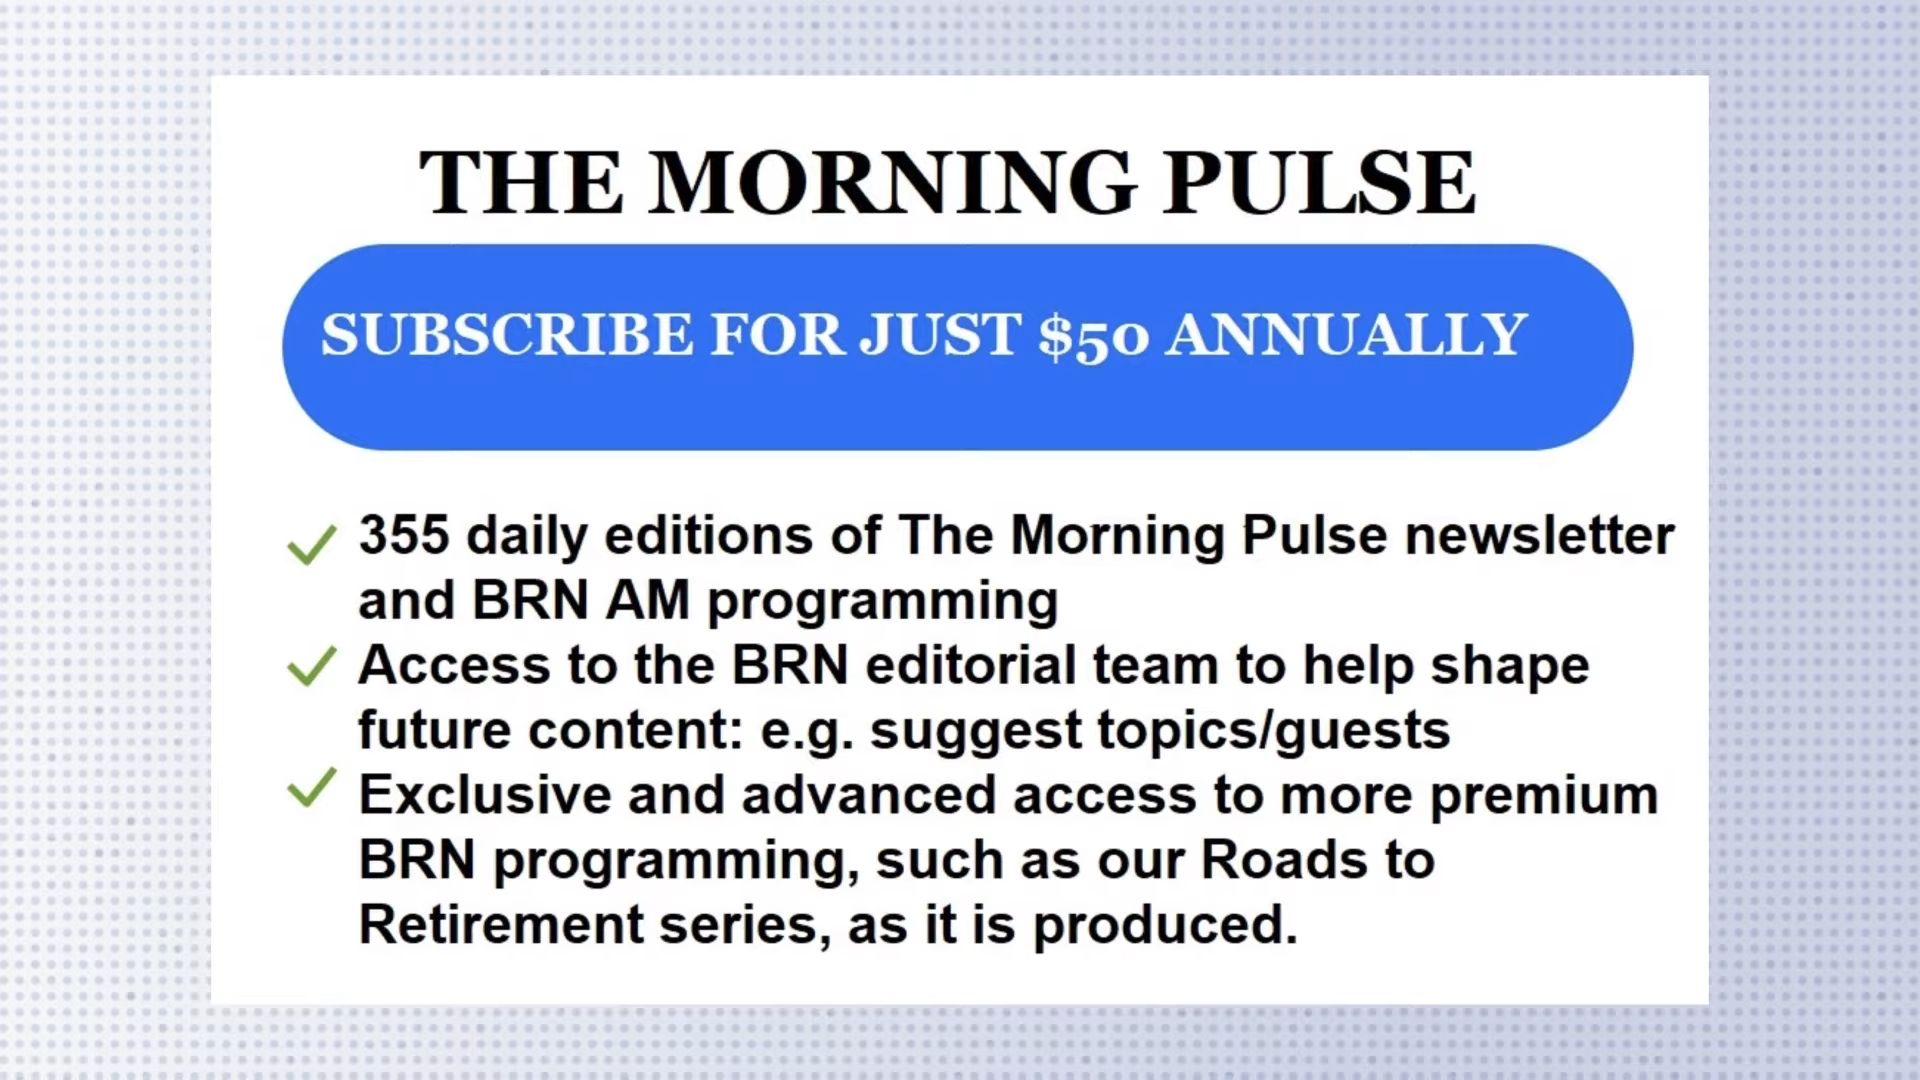 THE MORNING PULSE
SUBSCRIBE FOR JUST $50 ANNUALLY
355 daily editions of The Morning Pulse newsletter
and BRN AM programming
Access to the BRN editorial team to help shape
future content: e.g. suggest topics/guests
Exclusive and advanced access to more premium
BRN programming, such as our Roads to
Retirement series, as it is produced.